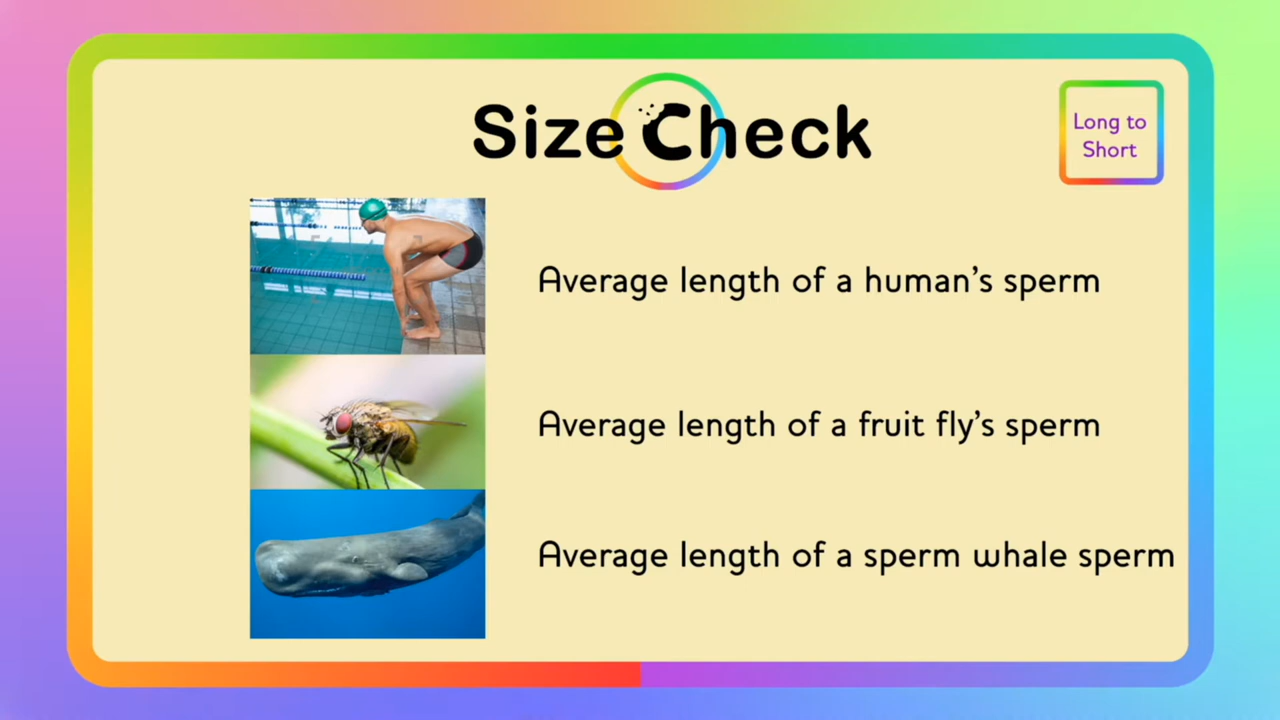 Size Check
Long to
Short
Average length of a human's sperm
Average length of a fruit fly's sperm
Average length of a sperm whale sperm